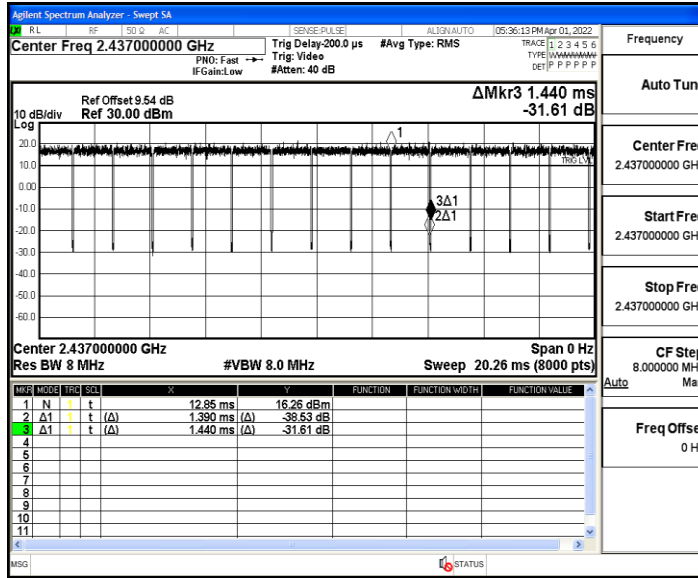 Agilent Spectrum Analyzer - Swept SA
LXI RL RF 50 Ω AC SENSE:PULSE ALIGNAUTO 05:36:13 PM Apr 01, 2022
Center Freq 2.437000000 GHz
Trig Delay-200.0 µs #Avg Type: RMS
TRACE 1 2 3 4 5 6
PNO: Fast Trig: Video
TYPE WWWWWW
IFGain:Low #Atten: 40 dB
DET P P P P P P
Frequency
Auto Tun
ΔMkr3 1.440 ms
-31.61 dB
Ref Offset 9.54 dB
10 dB/div Ref 30.00 dBm
Log
1
20.0
TRIG LVL
10.0
0.00
3Δ1
-10.0
2Δ1
-20.0
-30.0
-40.0
-50.0
-60.0
Center Fre
2.437000000 GH
Start Fre
2.437000000 GH
Stop Fre
2.437000000 GH
Center 2.437000000 GHz Span 0 Hz
Res BW 8 MHz #VBW 8.0 MHz Sweep 20.26 ms (8000 pts)
CF Step
8.000000 MH
Auto Ma
Freq Offse
0 H
MKR MODE TRC SCL X Y FUNCTION FUNCTION WIDTH FUNCTION VALUE
1 N 1 t 12.85 ms 16.26 dBm
2 Δ1 1 t (Δ) 1.390 ms (Δ) -38.53 dB
3 Δ1 1 t (Δ) 1.440 ms (Δ) -31.61 dB
4
5
6
7
8
9
10
11
MSG STATUS